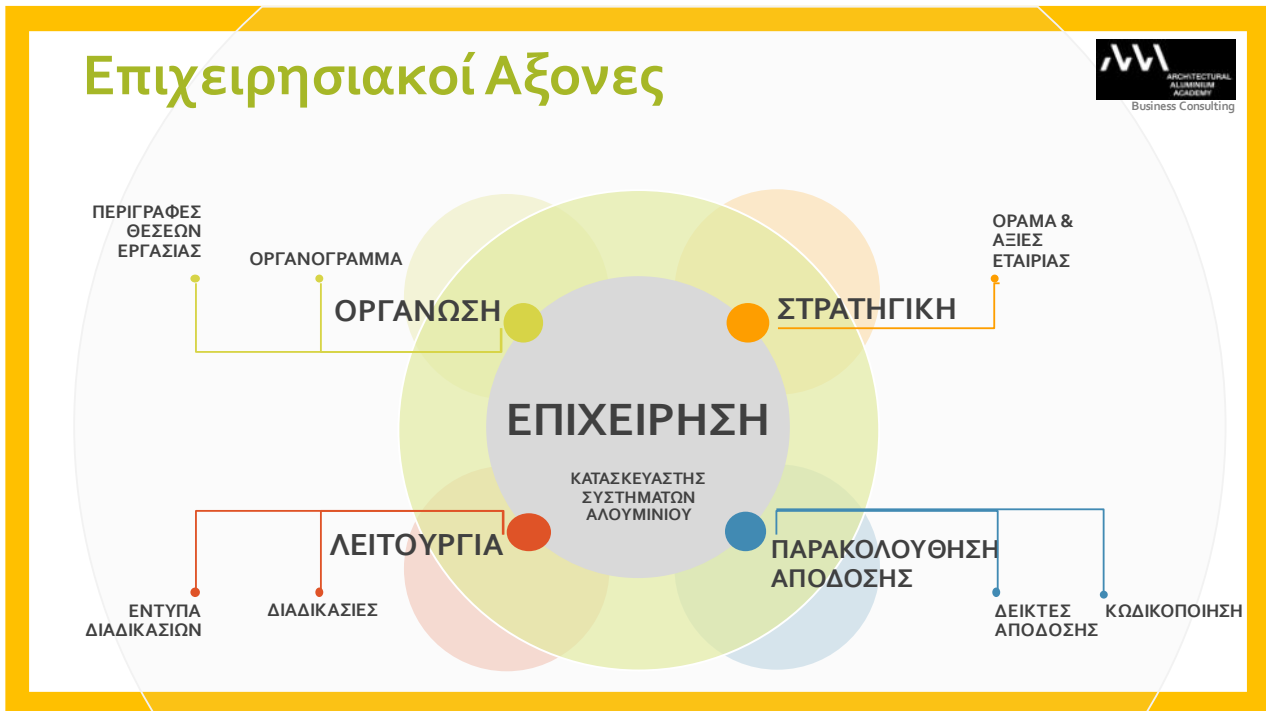 Επιχειρησιακοί Αξονες
ARCHITECTURAL
ALUMINIUM
ACADEMY
Business Consulting
ΠΕΡΙΓΡΑΦΕΣ
ΘΕΣΕΩΝ
ΕΡΓΑΣΙΑΣ
ΟΡΓΑΝΟΓΡΑΜΜΑ
ΟΡΓΑΝΩΣΗ
ΟΡΑΜΑ &
ΑΞΙΕΣ
ΕΤΑΙΡΙΑΣ
ΣΤΡΑΤΗΓΙΚΗ
ΕΠΙΧΕΙΡΗΣΗ
ΚΑΤΑΣΚΕΥΑΣΤΗΣ
ΣΥΣΤΗΜΑΤΩΝ
ΑΛΟΥΜΙΝΙΟΥ
ΛΕΙΤΟΥΡΓΙΑ
ΕΝΤΥΠΑ
ΔΙΑΔΙΚΑΣΙΩΝ
ΔΙΑΔΙΚΑΣΙΕΣ
ΠΑΡΑΚΟΛΟΥΘΗΣΗ
ΑΠΟΔΟΣΗΣ
ΔΕΙΚΤΕΣ
ΑΠΟΔΟΣΗΣ
ΚΩΔΙΚΟΠΟΙΗΣΗ